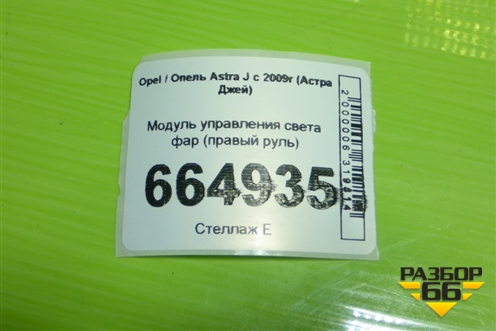 Opel / Опель Astra J с 2009г (Астра
Джей)
Модуль управления света
фар (правый руль)
664935
Стеллаж Е
РАЗБОР
66